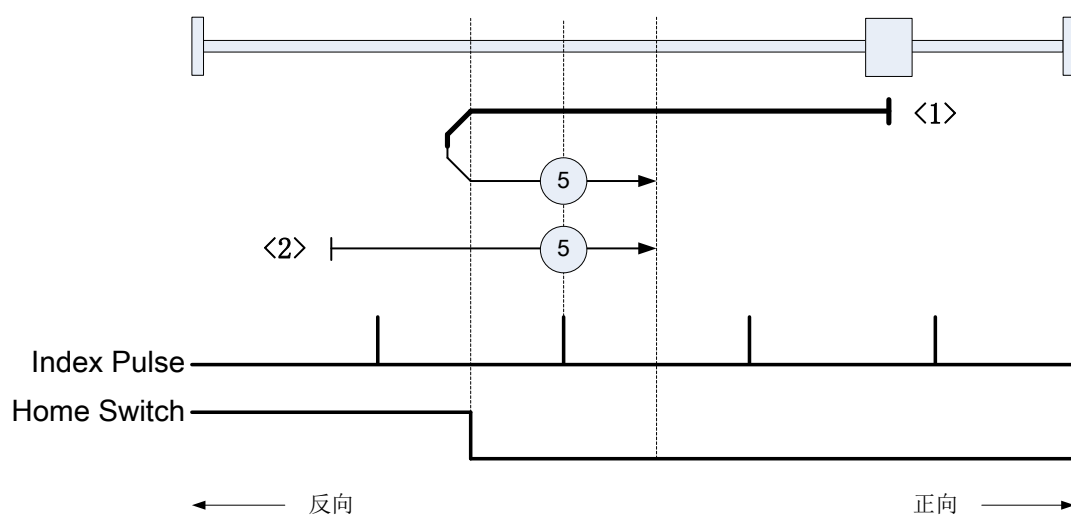 <1>
5
<2>
5
Index Pulse
Home Switch
反向
正向